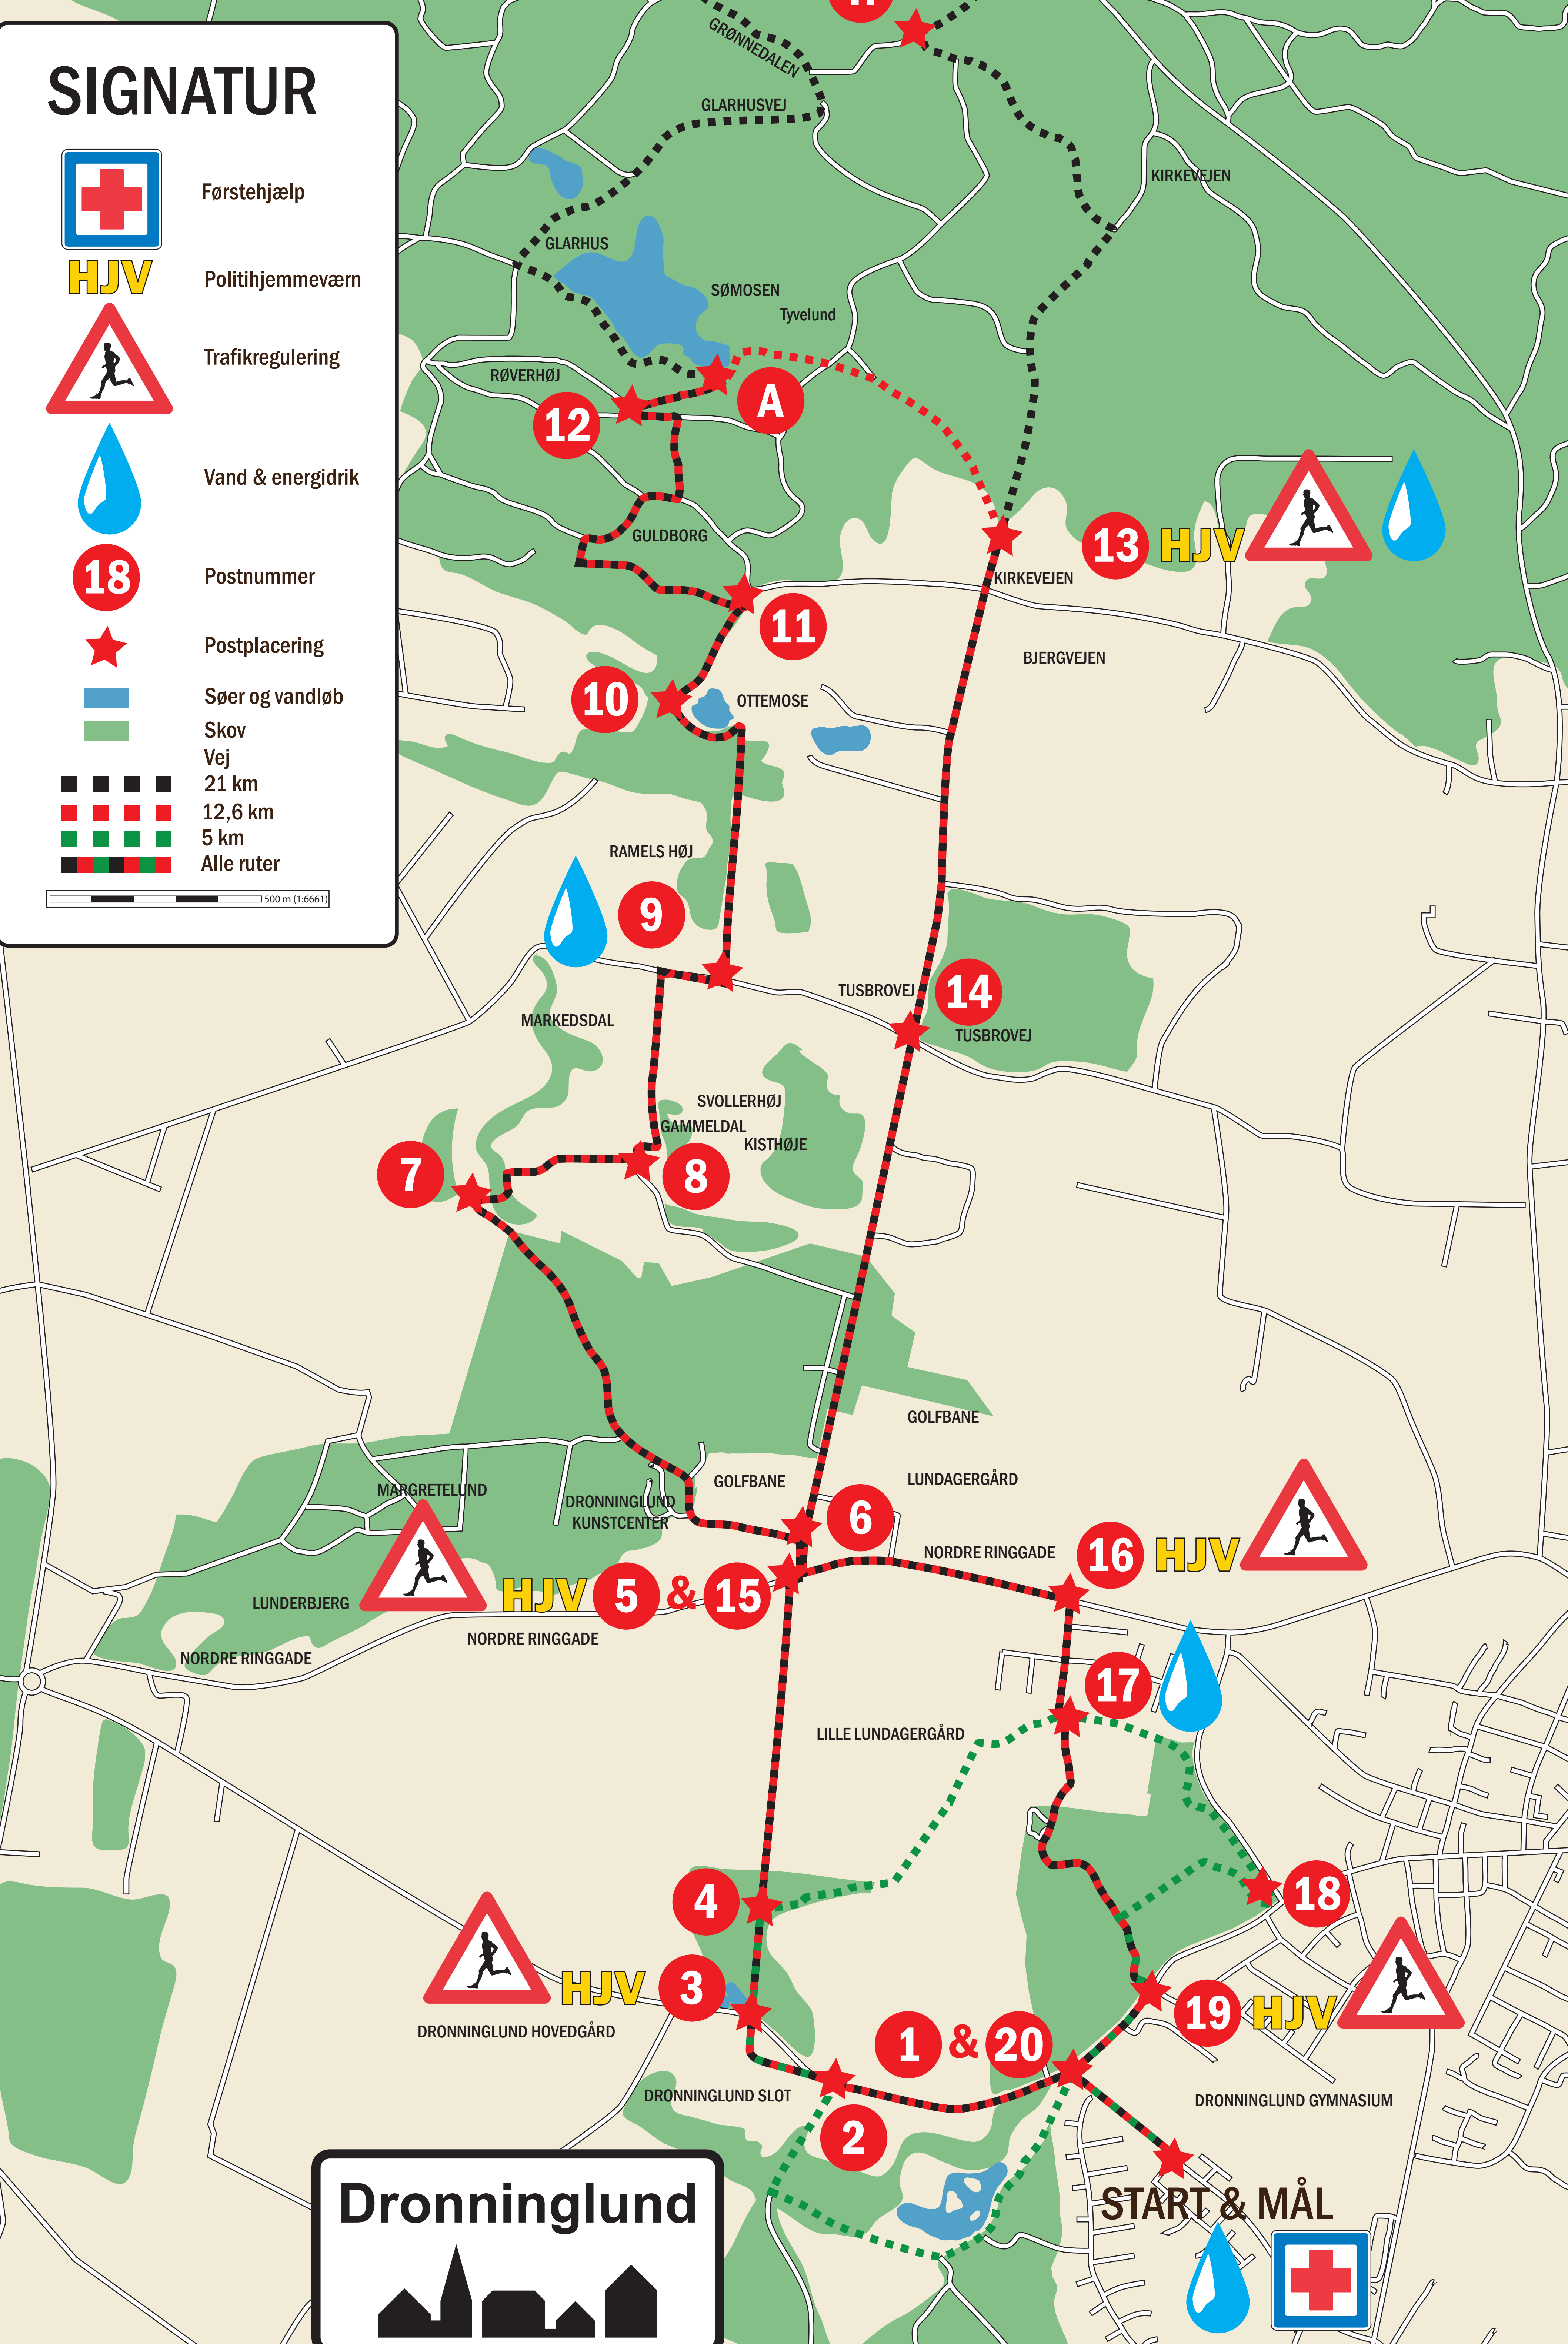 SIGNATUR
Førstehjælp
HJV
Politihjemmeværn
Trafikregulering
Vand & energidrik
18
Postnummer
Postplacering
Søer og vandløb
Skov
Vej
21 km
12,6 km
5 km
Alle ruter
500 m (1:6661)
GRØNNEDALEN
GLARHUSVEJ
KIRKEVEJEN
GLARHUS
SØMOSEN
Tyvelund
RØVERHØJ
A
12
GULDBORG
13
HJV
KIRKEVEJEN
11
BJERGVEJEN
10
OTTEMOSE
RAMELS HØJ
9
TUSBROVEJ
14
MARKEDSDAL
TUSBROVEJ
SVOLLERHØJ
GAMMELDAL
KISTHØJE
7
8
GOLFBANE
GOLFBANE
LUNDAGERGÅRD
MARGRETELUND
DRONNINGLUND
KUNSTCENTER
6
NORDRE RINGGADE
16
HJV
LUNDERBJERG
HJV
5 & 15
NORDRE RINGGADE
NORDRE RINGGADE
17
LILLE LUNDAGERGÅRD
4
18
HJV
3
19
HJV
DRONNINGLUND HOVEDGÅRD
1 & 20
DRONNINGLUND SLOT
DRONNINGLUND GYMNASIUM
2
START & MÅL
Dronninglund